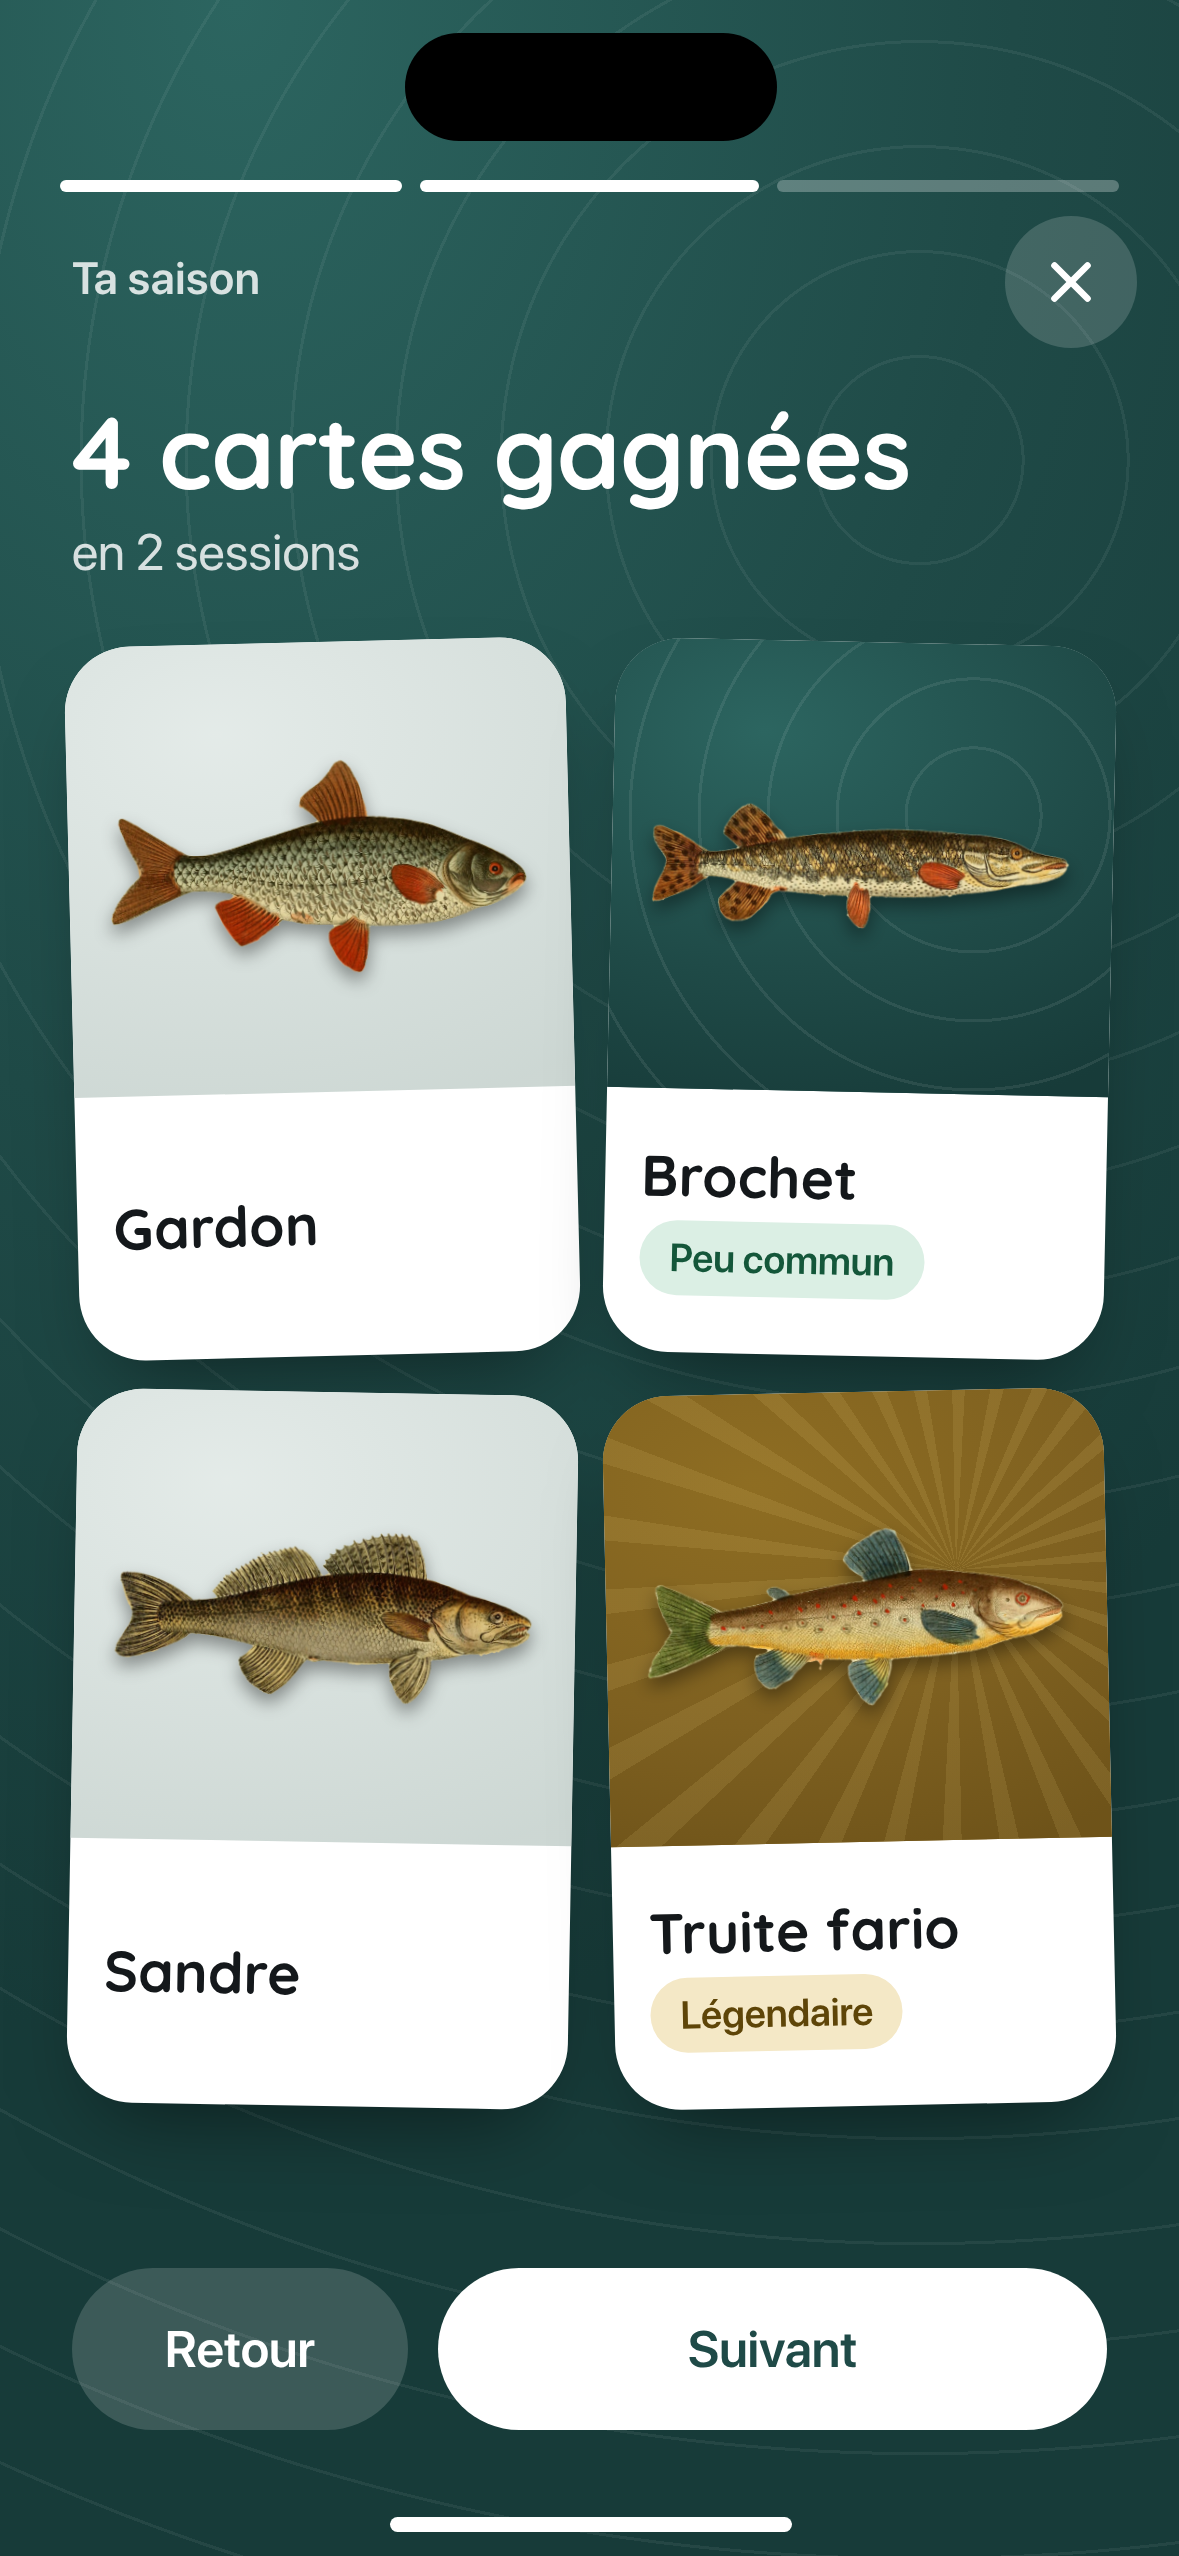 Ta saison
4 cartes gagnées
en 2 sessions
Gardon
Brochet
Peu commun
Sandre
Truite fario
Légendaire
Retour
Suivant